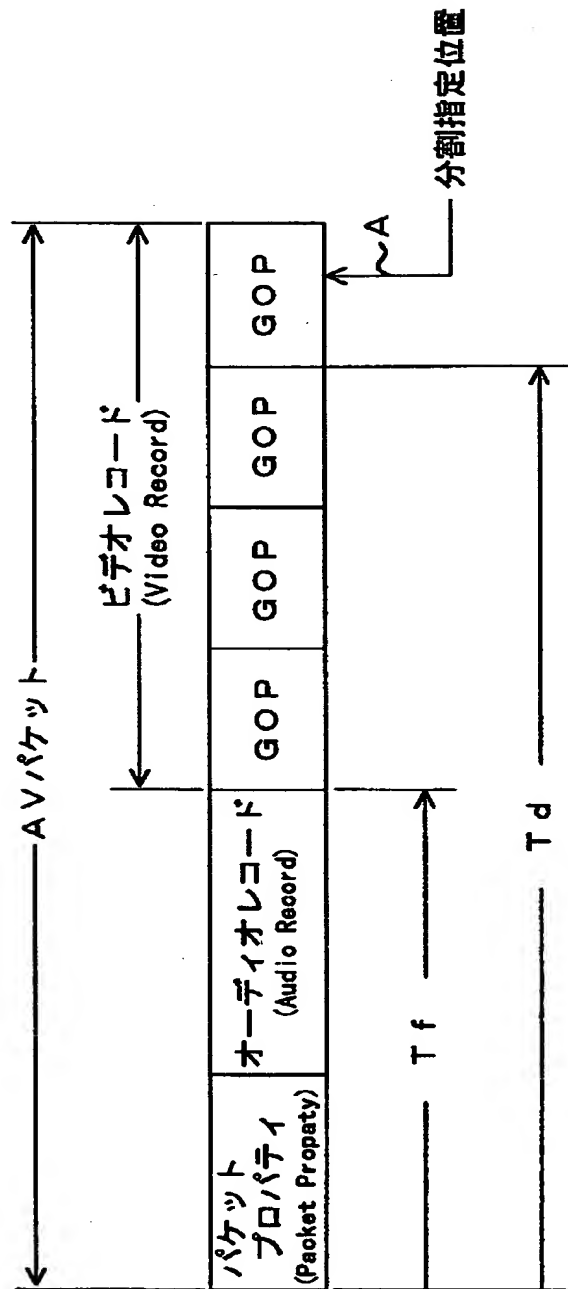 AVパケット
ビデオレコード
(Video Record)
パケット
プロパティ
(Packet Propaty)
オーディオレコード
(Audio Record)
GOP
GOP
GOP
GOP
A
分割指定位置
Tf
Td